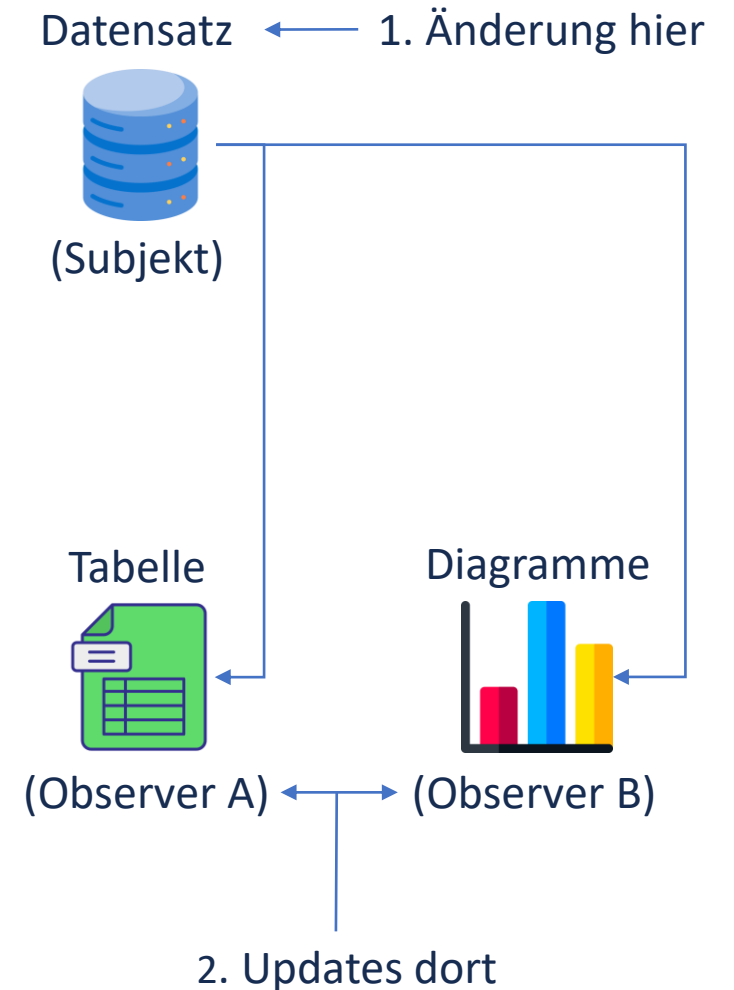 Datensatz
1. Änderung hier
(Subjekt)
Tabelle
Diagramme
(Observer A)
(Observer B)
2. Updates dort